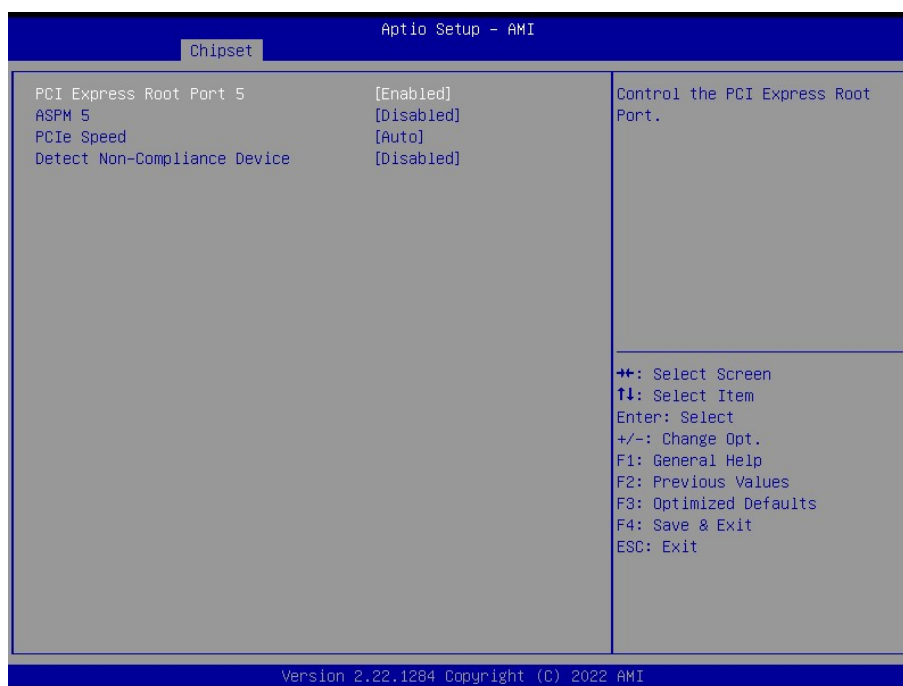 Aptio Setup – AMI
Chipset
PCI Express Root Port 5 [Enabled]
ASPM 5 [Disabled]
PCIe Speed [Auto]
Detect Non-Compliance Device [Disabled]
Control the PCI Express Root
Port.
→←: Select Screen
↑↓: Select Item
Enter: Select
+/-: Change Opt.
F1: General Help
F2: Previous Values
F3: Optimized Defaults
F4: Save & Exit
ESC: Exit
Version 2.22.1284 Copyright (C) 2022 AMI